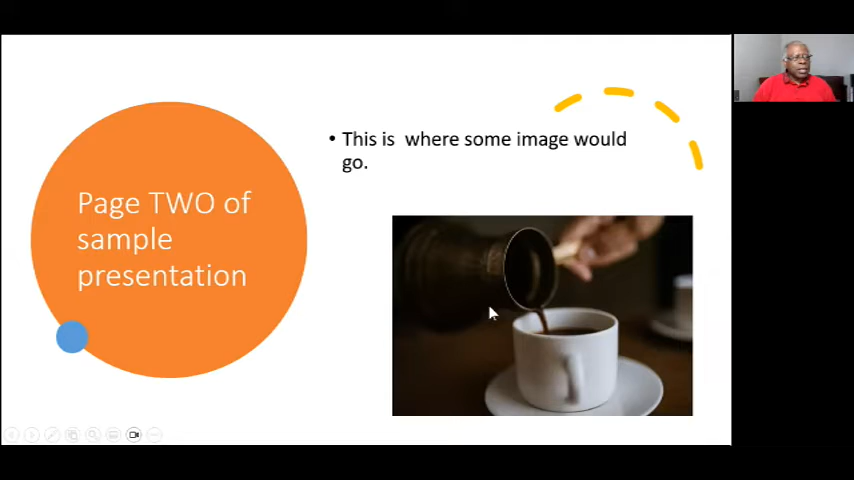 Page TWO of
sample
presentation
• This is  where some image would
go.